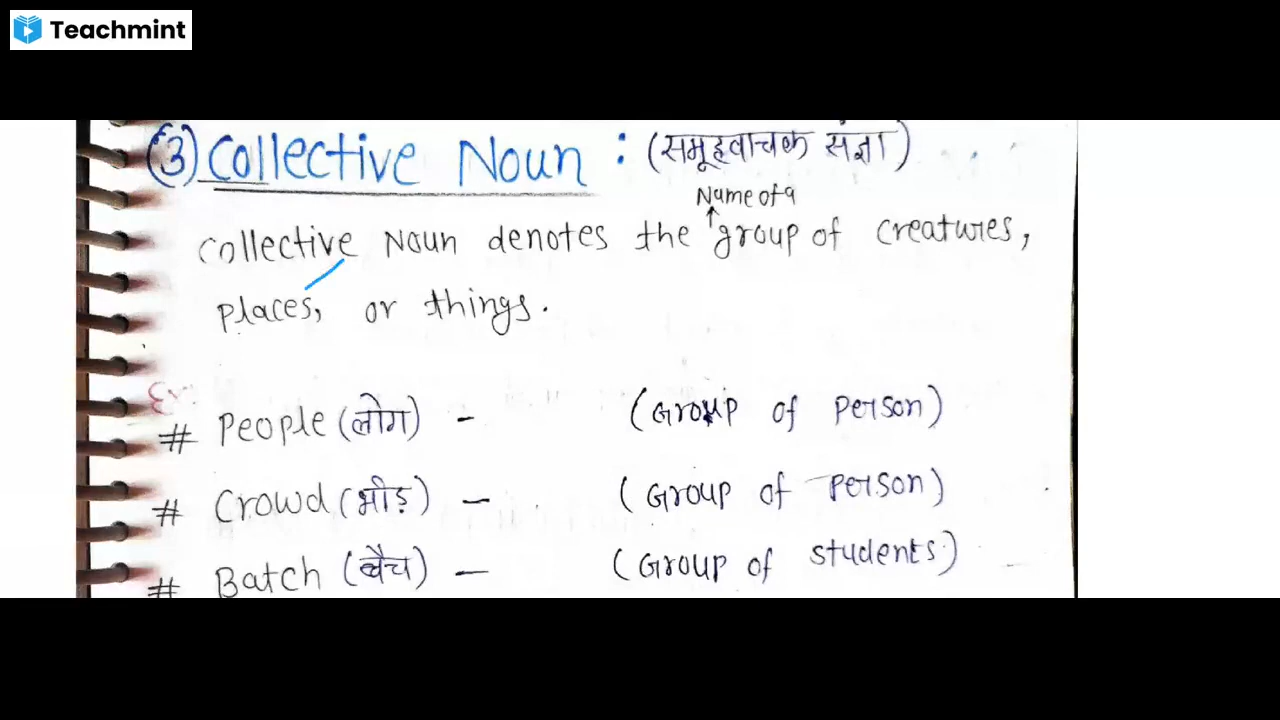 Teachmint
(3) Collective Noun : (समूहवाचक संज्ञा)
Name of a
Collective Noun denotes the group of creatures,
places, or things.
Ex:
# People (लोग) - (Group of person)
# Crowd (भीड़) - (Group of person)
# Batch (बैच) - (Group of students)